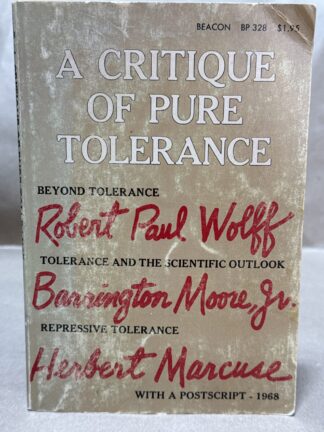 BEACON BP 328 $1.95
A CRITIQUE
OF PURE
TOLERANCE
BEYOND TOLERANCE
Robert Paul Wolff
TOLERANCE AND THE SCIENTIFIC OUTLOOK
Barrington Moore, Jr.
REPRESSIVE TOLERANCE
Herbert Marcuse
WITH A POSTSCRIPT - 1968